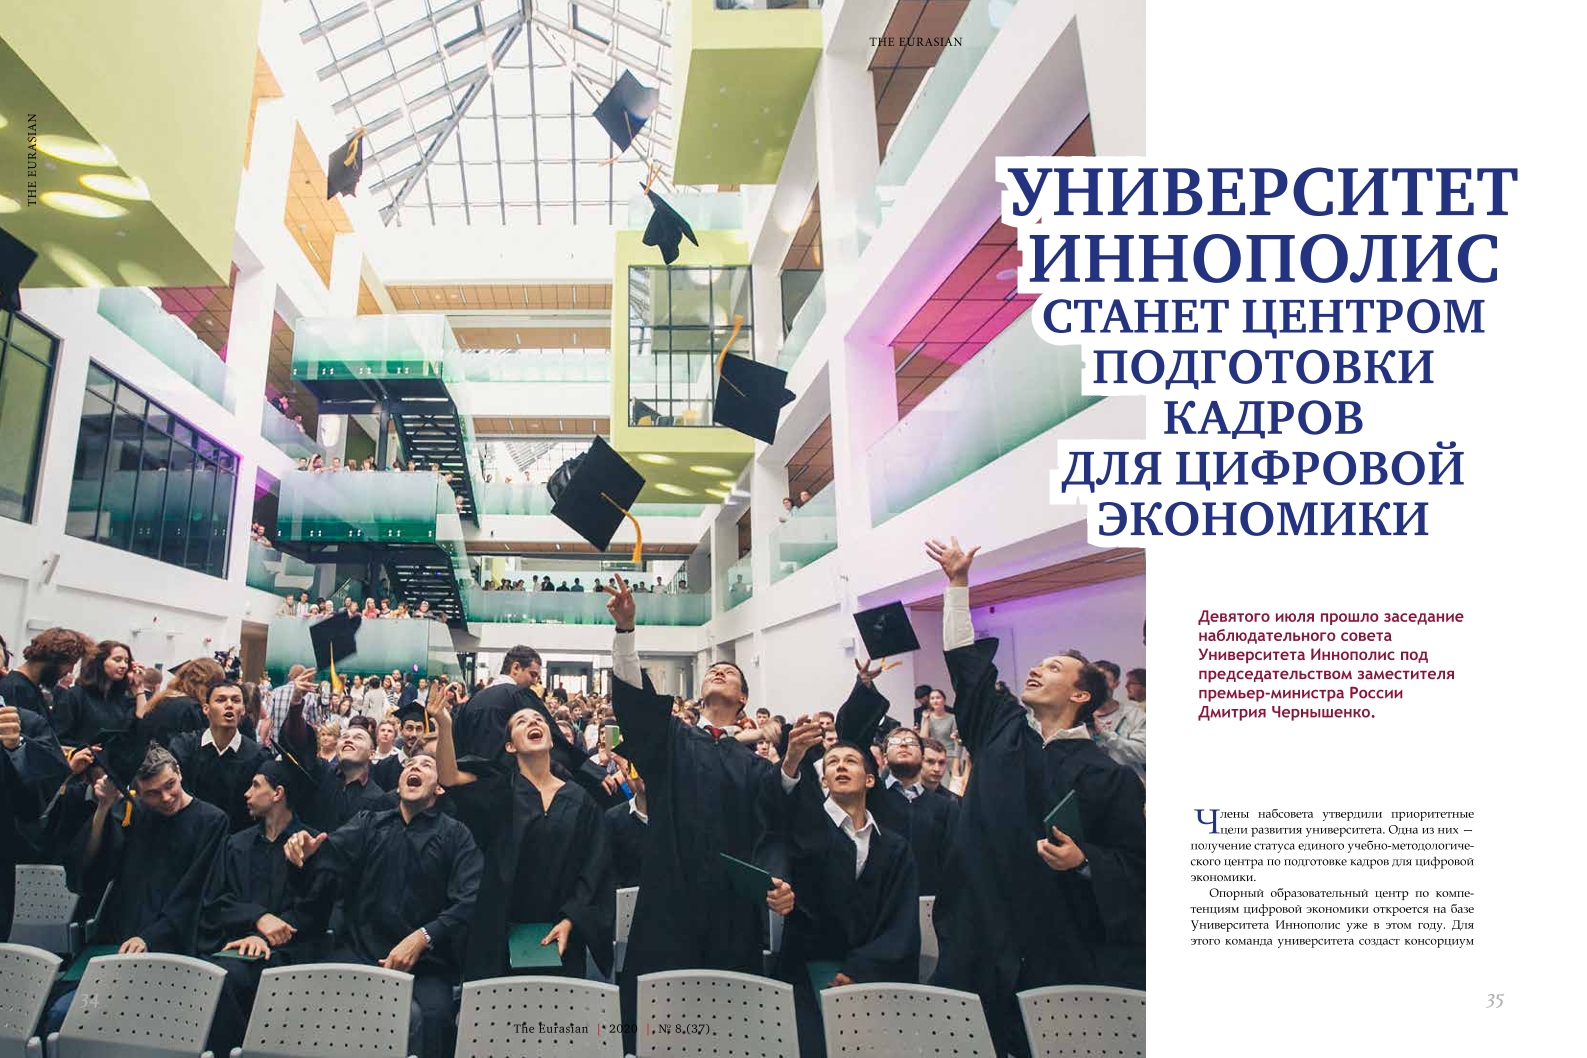 THE EURASIAN
THE EURASIAN
УНИВЕРСИТЕТ
ИННОПОЛИС
СТАНЕТ ЦЕНТРОМ
ПОДГОТОВКИ
КАДРОВ
ДЛЯ ЦИФРОВОЙ
ЭКОНОМИКИ
Девятого июля прошло заседание
наблюдательного совета
Университета Иннополис под
председательством заместителя
премьер-министра России
Дмитрия Чернышенко.
Члены набсовета утвердили приоритетные
цели развития университета. Одна из них —
получение статуса единого учебно-методологиче-
ского центра по подготовке кадров для цифровой
экономики.
Опорный образовательный центр по компе-
тенциям цифровой экономики откроется на базе
Университета Иннополис уже в этом году. Для
этого команда университета создаст консорциум
34
The Eurasian | 2020 | № 8 (37)
35